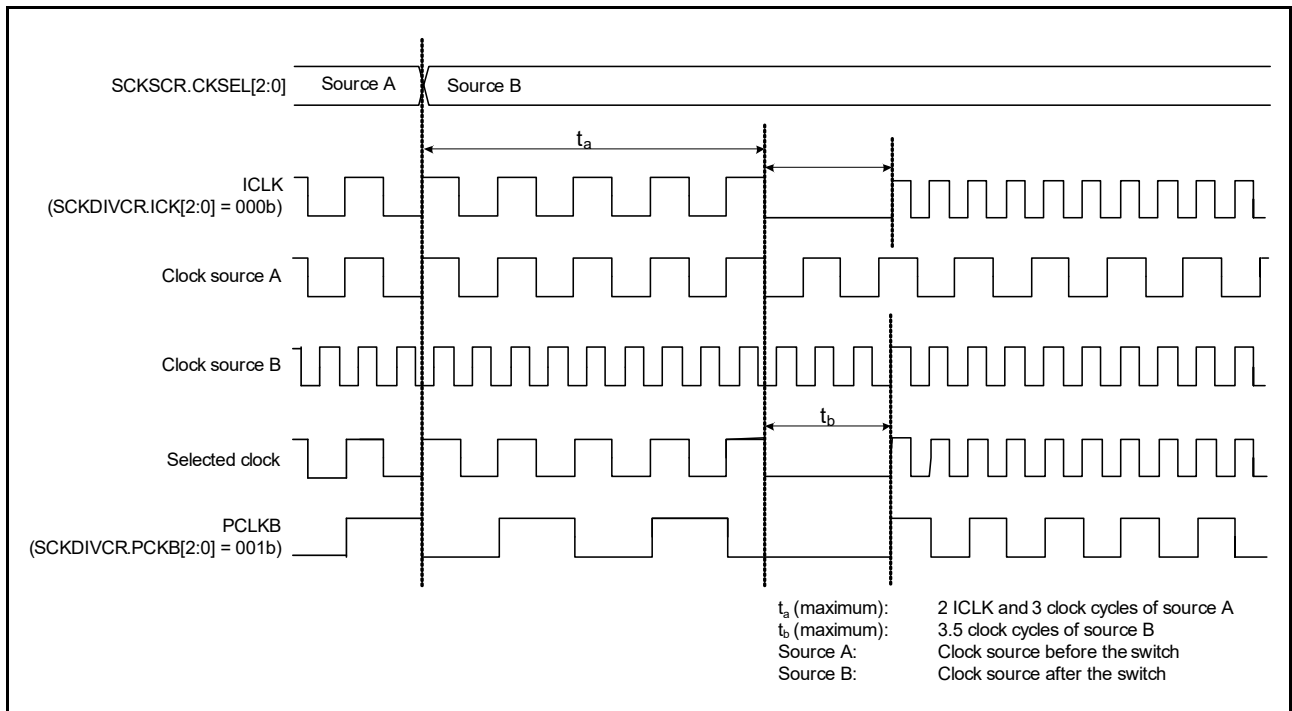 SCKSCR.CKSEL[2:0] Source A Source B
ta
ICLK
(SCKDIVCR.ICK[2:0] = 000b)
Clock source A
Clock source B
tb
Selected clock
PCLKB
(SCKDIVCR.PCKB[2:0] = 001b)
ta (maximum): 2 ICLK and 3 clock cycles of source A
tb (maximum): 3.5 clock cycles of source B
Source A: Clock source before the switch
Source B: Clock source after the switch